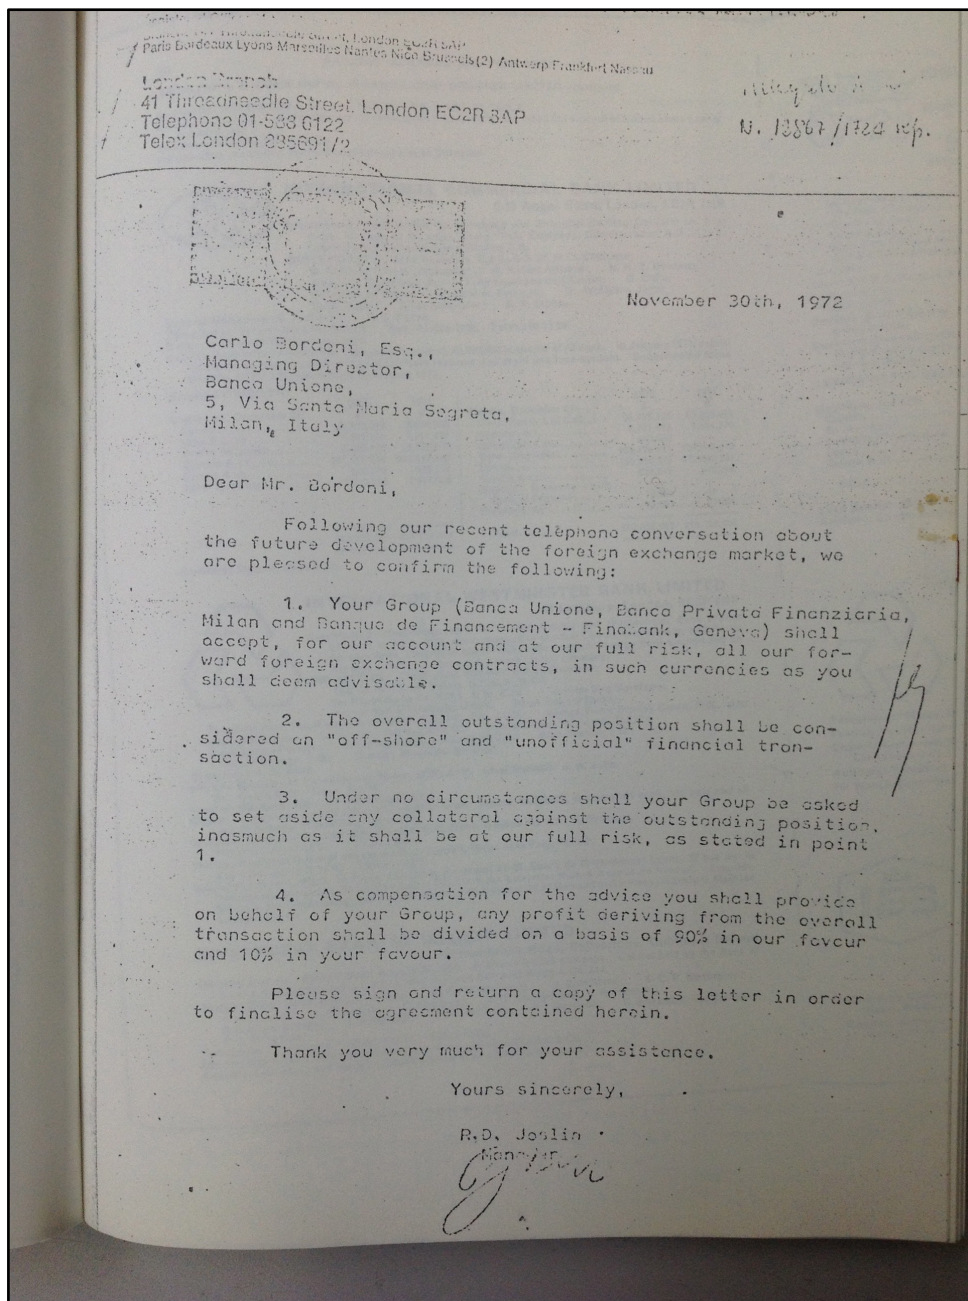 London EC2R 8AP
Paris Bordeaux Lyons Marseilles Nantes Nice Brussels(2) Antwerp Frankfurt Nassau
London Branch
41 Threadneedle Street, London EC2R 8AP
Telephone 01-588 0122
Telex London 885691/2
N. 13867/1724 rep.
November 30th, 1972
Carlo Bordoni, Esq.,
Managing Director,
Banca Unione,
5, Via Santa Maria Segreta,
Milan, Italy
Dear Mr. Bordoni,
Following our recent telephone conversation about
the future development of the foreign exchange market, we
are pleased to confirm the following:
1. Your Group (Banca Unione, Banca Privata Finanziaria,
Milan and Banque de Financement - Finabank, Geneva) shall
accept, for our account and at our full risk, all our for-
ward foreign exchange contracts, in such currencies as you
shall deem advisable.
2. The overall outstanding position shall be con-
sidered an "off-shore" and "unofficial" financial tran-
saction.
3. Under no circumstances shall your Group be asked
to set aside any collateral against the outstanding position,
inasmuch as it shall be at our full risk, as stated in point
1.
4. As compensation for the advice you shall provide
on behalf of your Group, any profit deriving from the overall
transaction shall be divided on a basis of 90% in our favour
and 10% in your favour.
Please sign and return a copy of this letter in order
to finalise the agreement contained herein.
Thank you very much for your assistance.
Yours sincerely,
R.D. Joslin
Manager